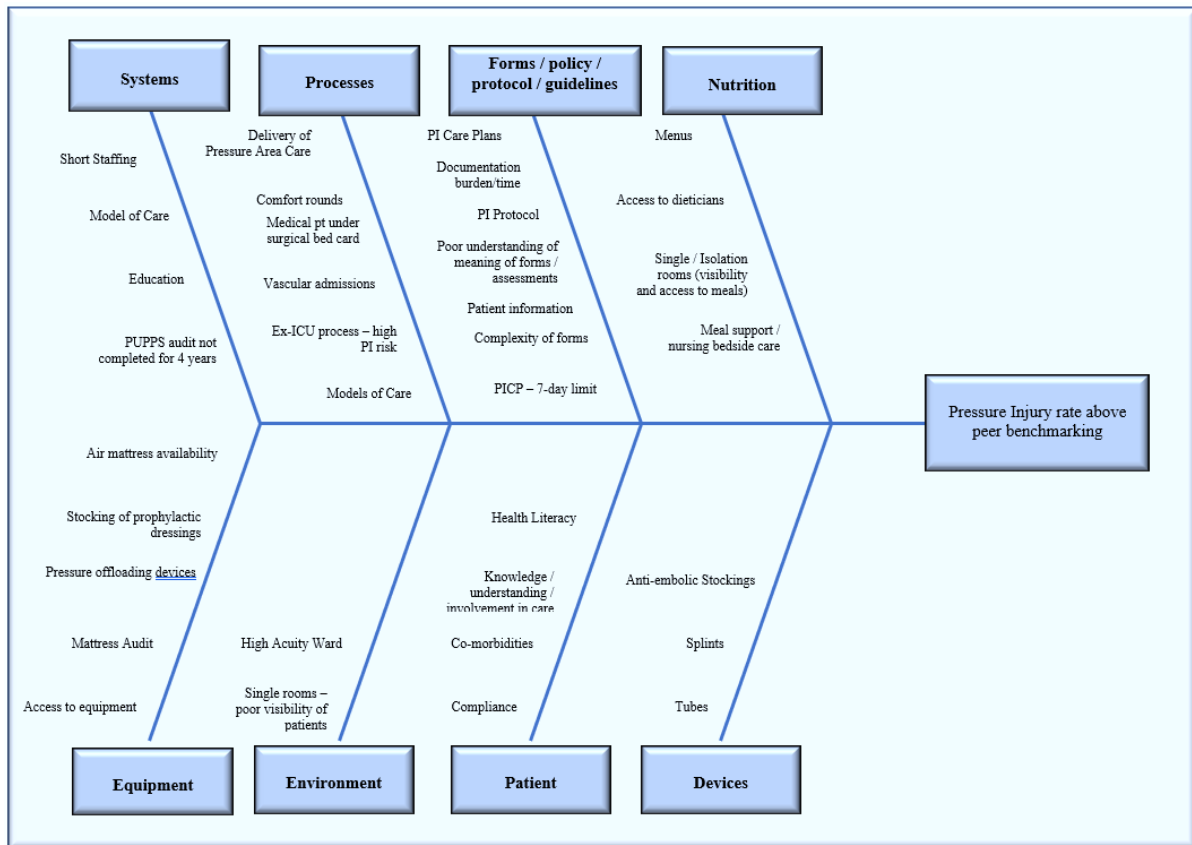 Systems
Processes
Forms / policy /
protocol / guidelines
Nutrition
Short Staffing
Model of Care
Education
PUPPS audit not
completed for 4 years
Delivery of
Pressure Area Care
Comfort rounds
Medical pt under
surgical bed card
Vascular admissions
Ex-ICU process – high
PI risk
Models of Care
PI Care Plans
Documentation
burden/time
PI Protocol
Poor understanding of
meaning of forms /
assessments
Patient information
Complexity of forms
PICP – 7-day limit
Menus
Access to dieticians
Single / Isolation
rooms (visibility
and access to meals)
Meal support /
nursing bedside care
Pressure Injury rate above
peer benchmarking
Air mattress availability
Stocking of prophylactic
dressings
Pressure offloading devices
Mattress Audit
Access to equipment
High Acuity Ward
Single rooms –
poor visibility of
patients
Health Literacy
Knowledge /
understanding /
involvement in care
Co-morbidities
Compliance
Anti-embolic Stockings
Splints
Tubes
Equipment
Environment
Patient
Devices